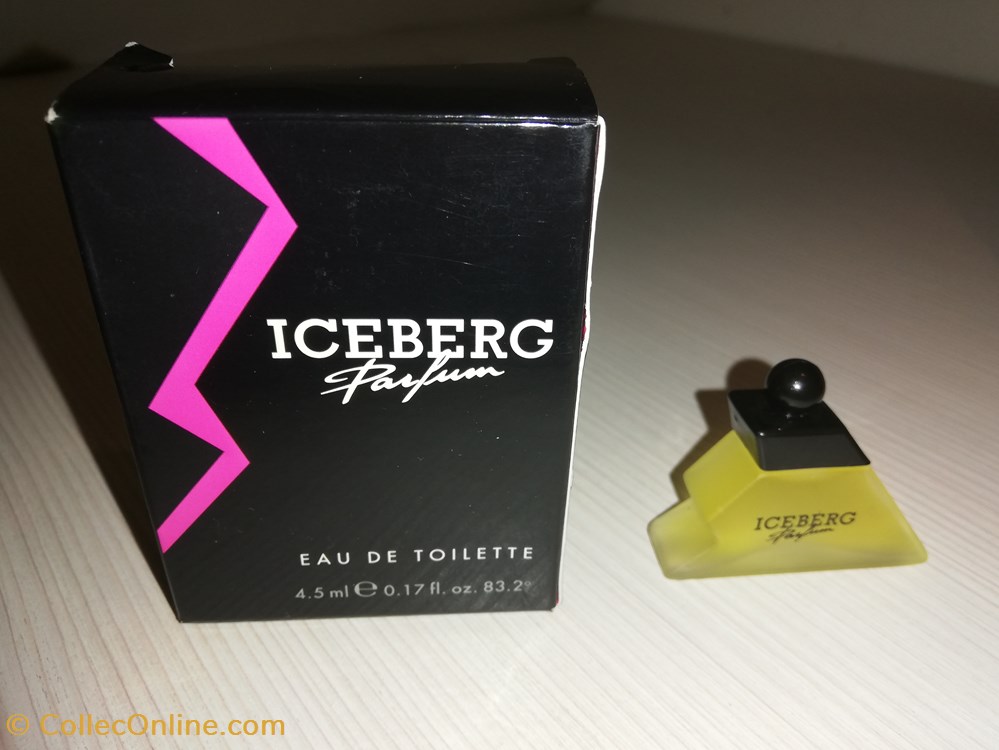 ICEBERG
Parfum
EAU DE TOILETTE
4.5 ml ℮ 0.17 fl. oz. 83.2°
ICEBERG
Parfum
© CollecOnline.com